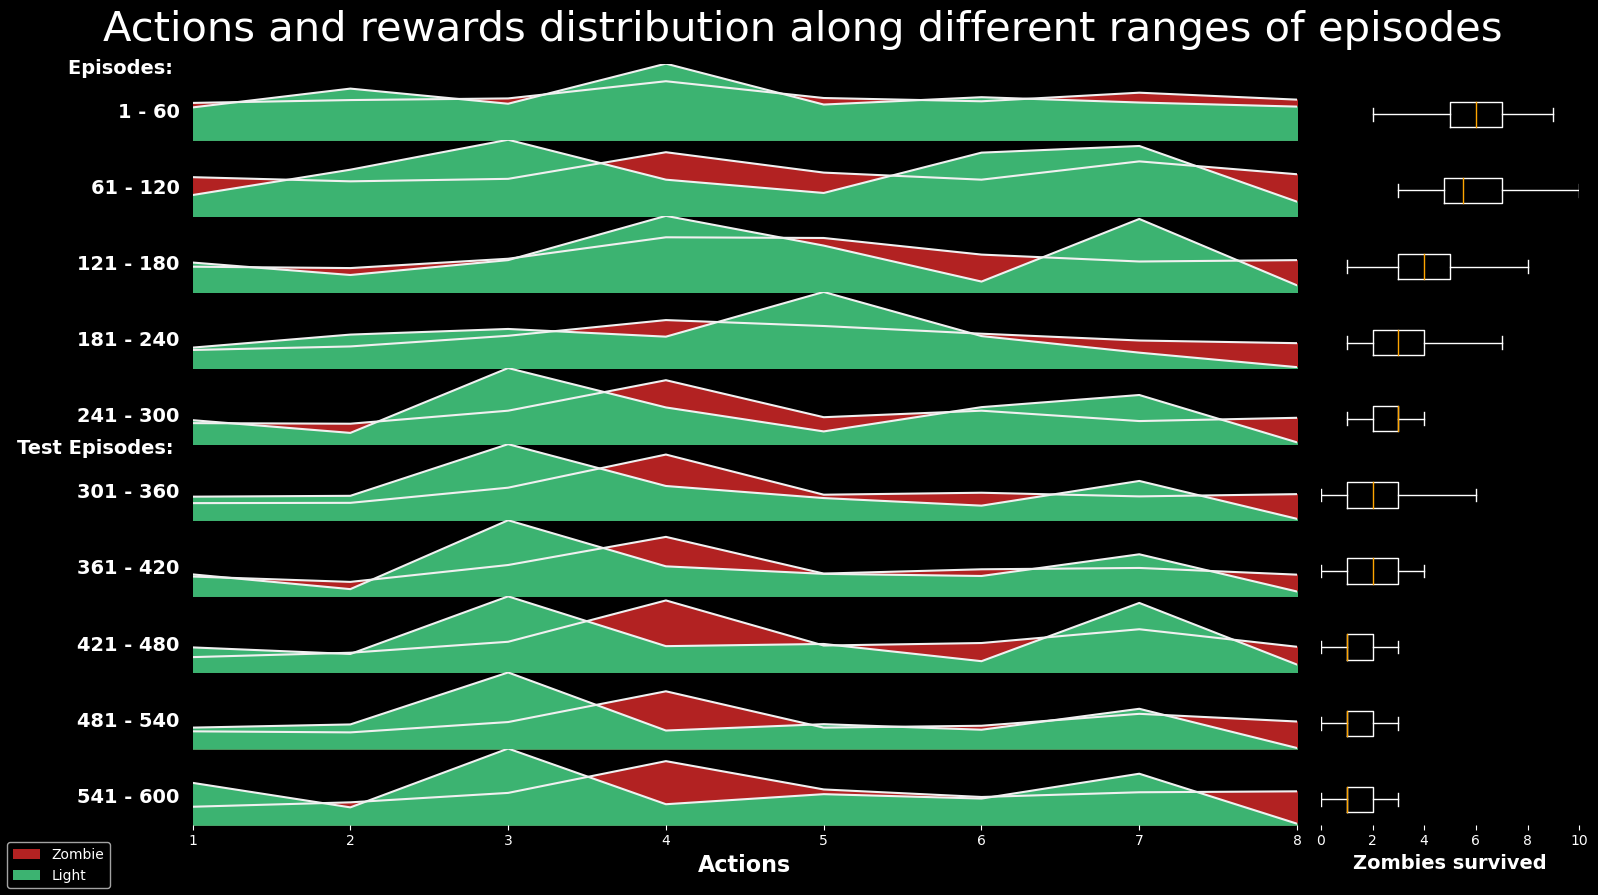 Actions and rewards distribution along different ranges of episodes
Episodes:
1 - 60
61 - 120
121 - 180
181 - 240
241 - 300
Test Episodes:
301 - 360
361 - 420
421 - 480
481 - 540
541 - 600
1 2 3 4 5 6 7 8
Actions
0 2 4 6 8 10
Zombies survived
Zombie
Light